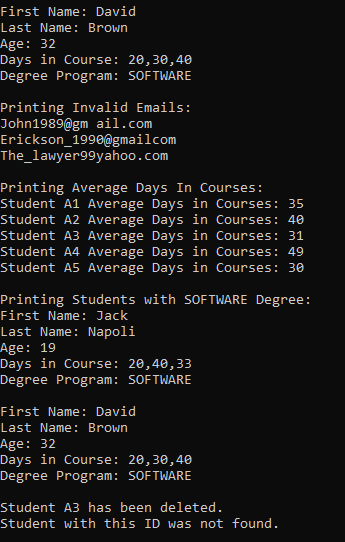 First Name: David
Last Name: Brown
Age: 32
Days in Course: 20,30,40
Degree Program: SOFTWARE

Printing Invalid Emails:
John1989@gm ail.com
Erickson_1990@gmailcom
The_lawyer99yahoo.com

Printing Average Days In Courses:
Student A1 Average Days in Courses: 35
Student A2 Average Days in Courses: 40
Student A3 Average Days in Courses: 31
Student A4 Average Days in Courses: 49
Student A5 Average Days in Courses: 30

Printing Students with SOFTWARE Degree:
First Name: Jack
Last Name: Napoli
Age: 19
Days in Course: 20,40,33
Degree Program: SOFTWARE

First Name: David
Last Name: Brown
Age: 32
Days in Course: 20,30,40
Degree Program: SOFTWARE

Student A3 has been deleted.
Student with this ID was not found.